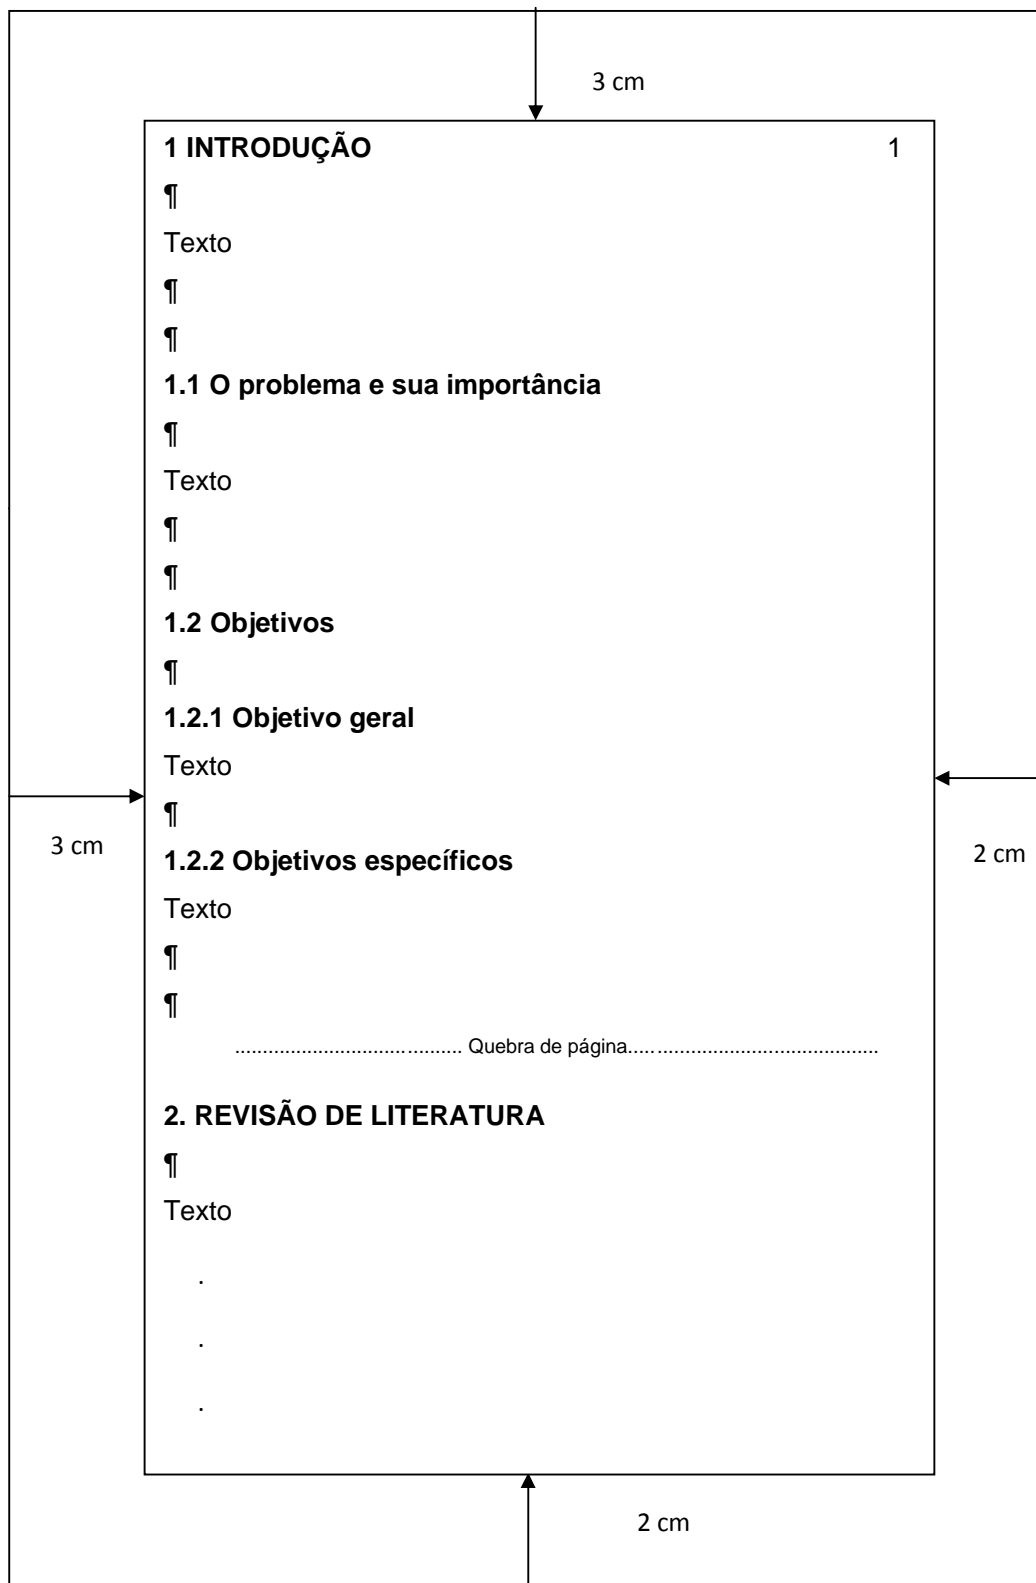 3 cm
1 INTRODUÇÃO 1
¶
Texto
¶
¶
1.1 O problema e sua importância
¶
Texto
¶
¶
1.2 Objetivos
¶
1.2.1 Objetivo geral
Texto
¶
3 cm
1.2.2 Objetivos específicos
2 cm
Texto
¶
¶
......................................... Quebra de página.............................................
2. REVISÃO DE LITERATURA
¶
Texto
.
.
.
2 cm